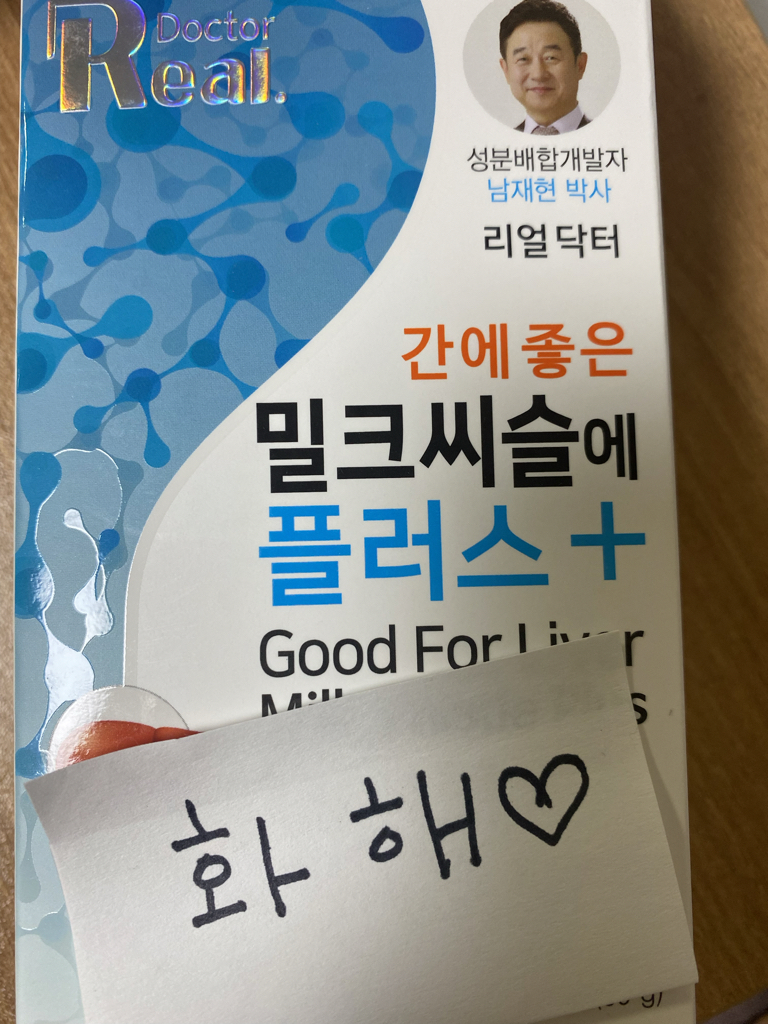 Doctor
Real.
성분배합개발자
남재현 박사
리얼닥터
간에 좋은
밀크씨슬에
플러스+
Good For
화해♡